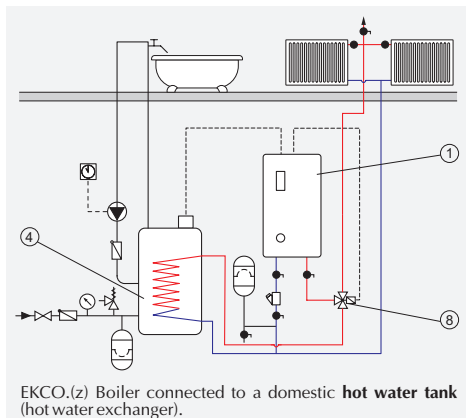 1
4
8
EKCO.(z) Boiler connected to a domestic hot water tank
(hot water exchanger).